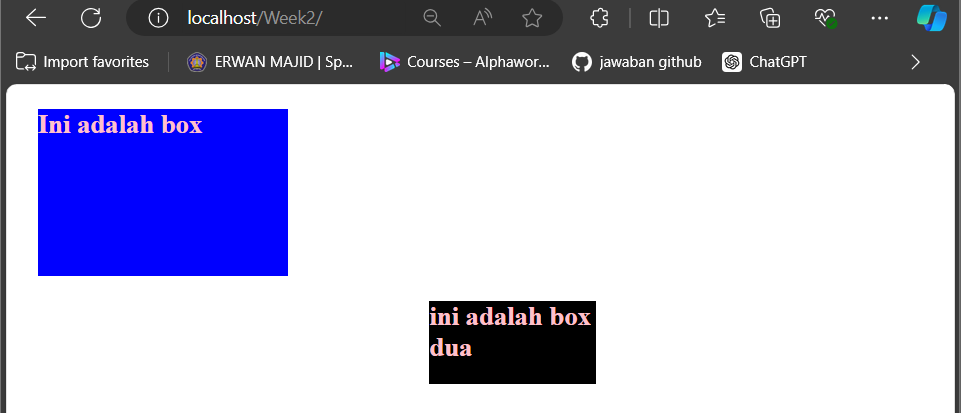 localhost/Week2/
Import favorites
ERWAN MAJID | Sp...
Courses – Alphawor...
jawaban github
ChatGPT
Ini adalah box
ini adalah box
dua